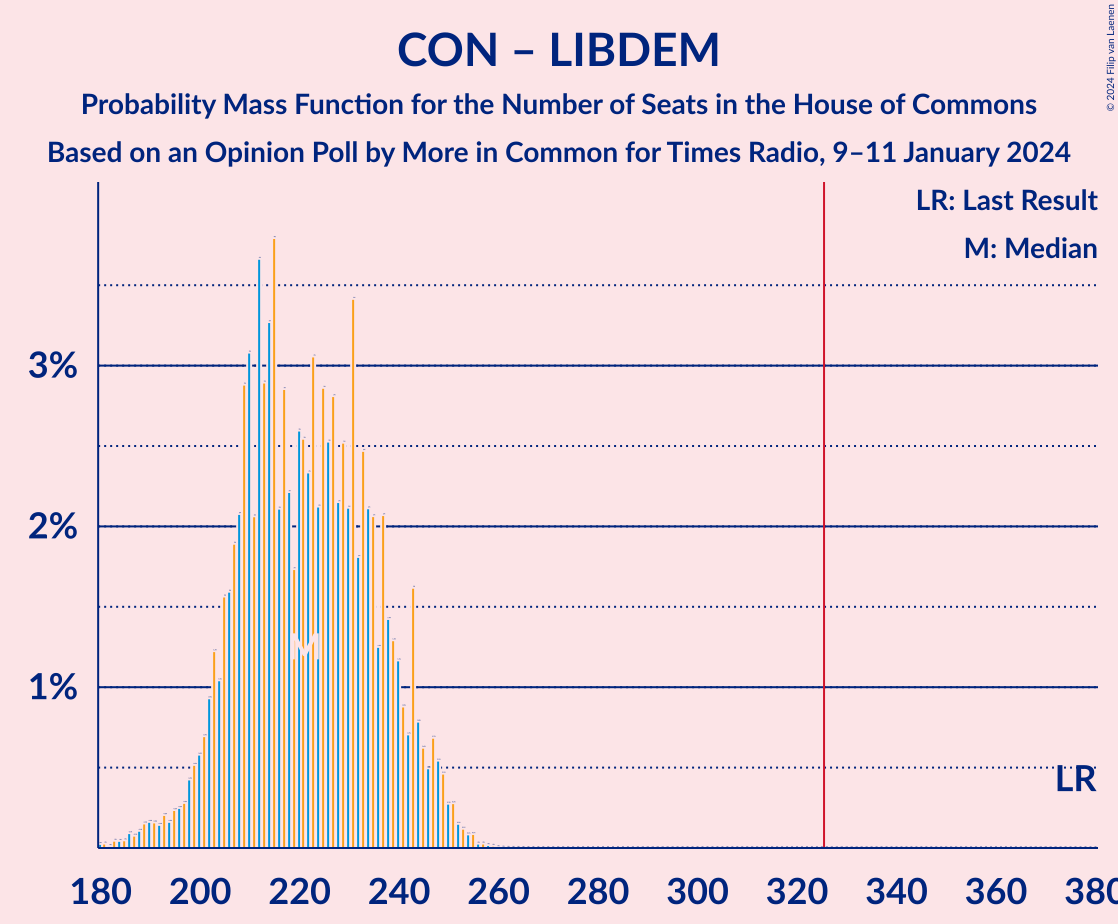 CON – LIBDEM
Probability Mass Function for the Number of Seats in the House of Commons
Based on an Opinion Poll by More in Common for Times Radio, 9–11 January 2024
© 2024 Filip van Laenen
LR: Last Result
M: Median
3%
2%
1%
M
LR
180 200 220 240 260 280 300 320 340 360 380